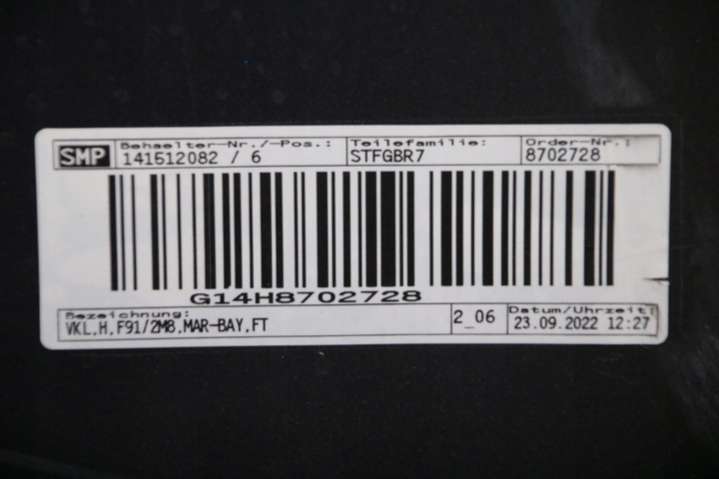 SMP
Behaelter-Nr./-Pos.: Teilefamilie: Order-Nr.:
141512082 / 6 STFGBR7 8702728
G14H8702728
Bezeichnung: 2_06 Datum/Uhrzeit:
VKL,H,F91/2M8,MAR-BAY,FT 23.09.2022 12:27